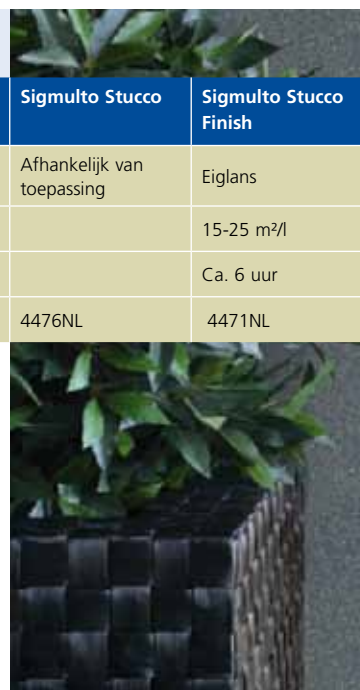 Sigmulto Stucco
Sigmulto Stucco
Finish
Afhankelijk van
toepassing
Eiglans
15-25 m²/l
Ca. 6 uur
4476NL
4471NL